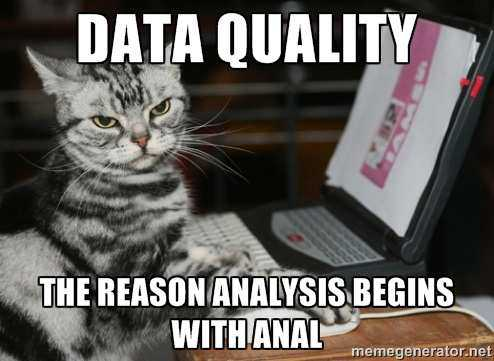 DATA QUALITY
THE REASON ANALYSIS BEGINS
WITH ANAL
memegenerator.net